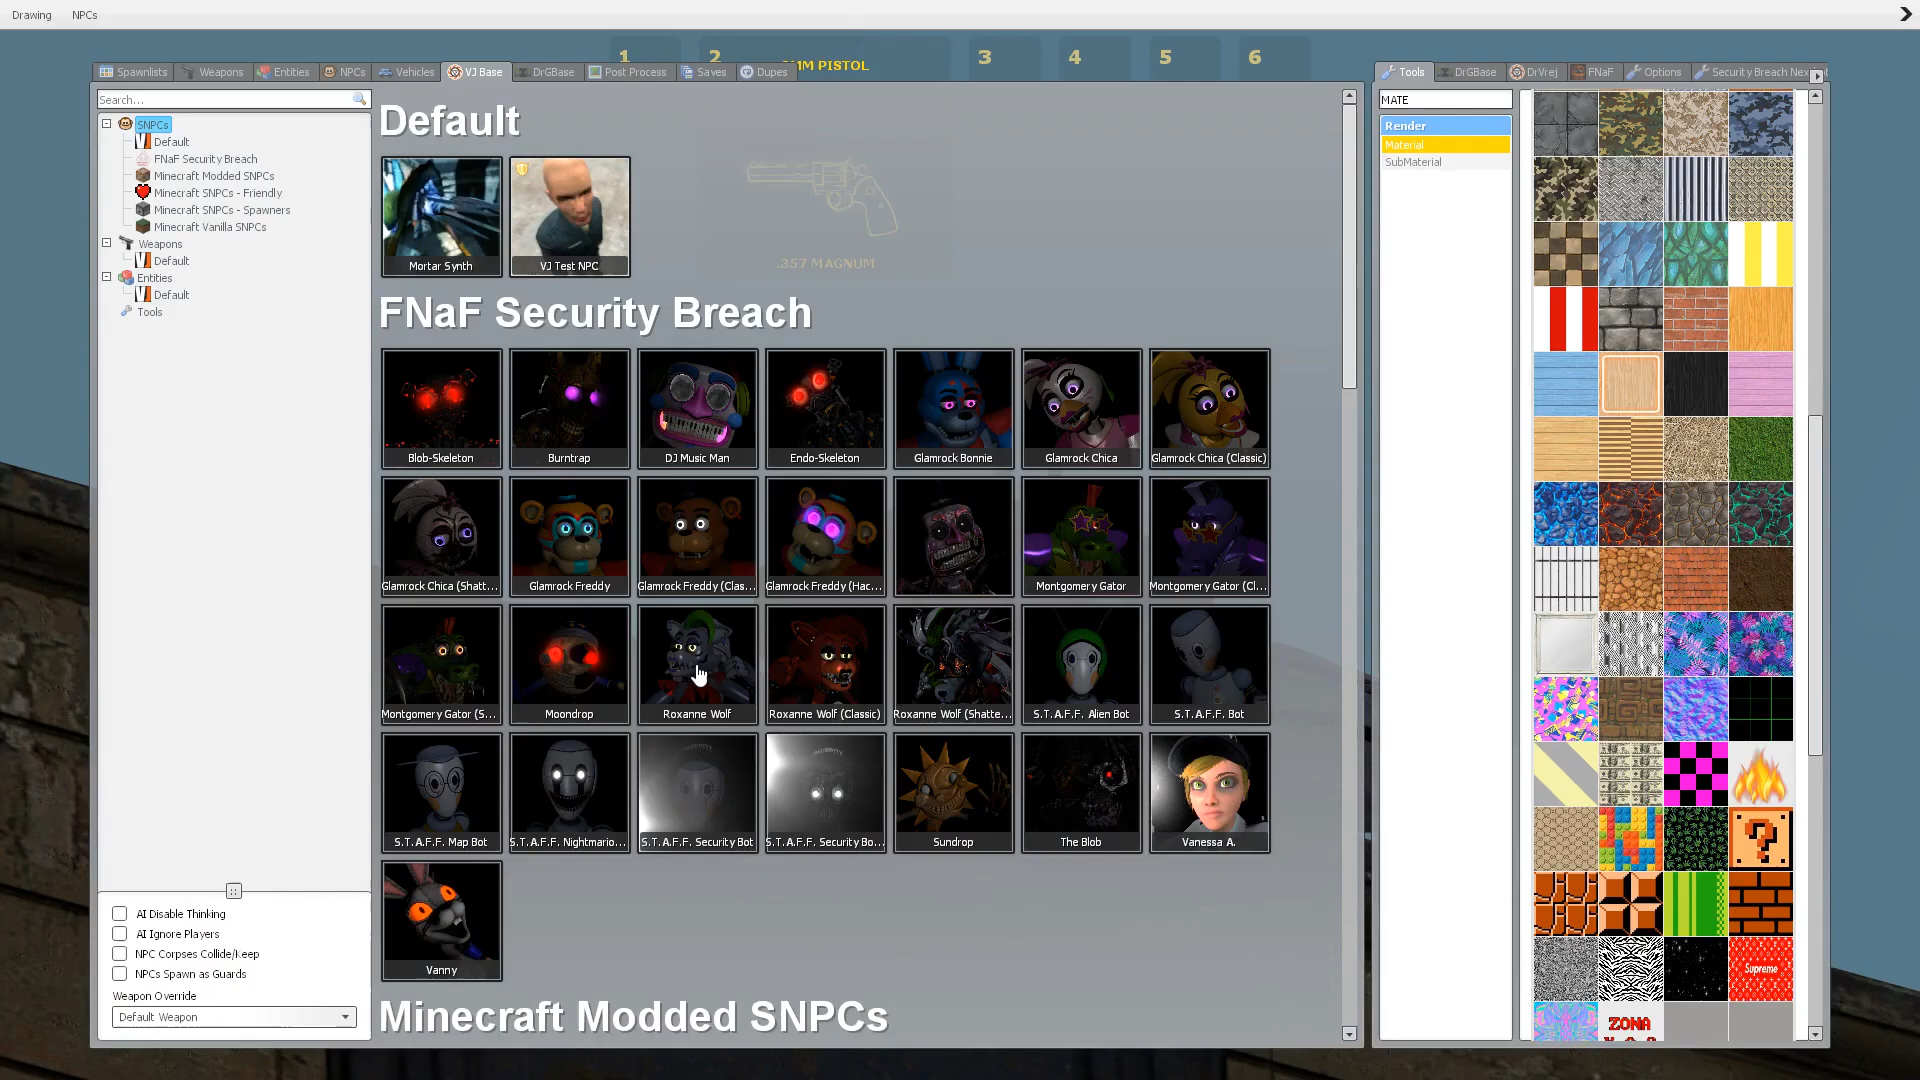 Drawing NPCs
1 2 3 4 5 6
9MM PISTOL
.357 MAGNUM
Spawnlists Weapons Entities NPCs Vehicles VJ Base DrGBase Post Process Saves Dupes
Search...
SNPCs
Default
FNaF Security Breach
Minecraft Modded SNPCs
Minecraft SNPCs - Friendly
Minecraft SNPCs - Spawners
Minecraft Vanilla SNPCs
Weapons
Default
Entities
Default
Tools
AI Disable Thinking
AI Ignore Players
NPC Corpses Collide/Keep
NPCs Spawn as Guards
Weapon Override
Default Weapon
Default
Mortar Synth VJ Test NPC
FNaF Security Breach
Blob-Skeleton Burntrap DJ Music Man Endo-Skeleton Glamrock Bonnie Glamrock Chica Glamrock Chica (Classic)
Glamrock Chica (Shatt... Glamrock Freddy Glamrock Freddy (Clas... Glamrock Freddy (Hac... Montgomery Gator Montgomery Gator (Cl...
Montgomery Gator (S... Moondrop Roxanne Wolf Roxanne Wolf (Classic) Roxanne Wolf (Shatte... S.T.A.F.F. Alien Bot S.T.A.F.F. Bot
S.T.A.F.F. Map Bot S.T.A.F.F. Nightmario... S.T.A.F.F. Security Bot S.T.A.F.F. Security Bo... Sundrop The Blob Vanessa A.
Vanny
Minecraft Modded SNPCs
Tools DrGBase DrVrej FNaF Options Security Breach
MATE
Render
Material
SubMaterial
Supreme
ZONA